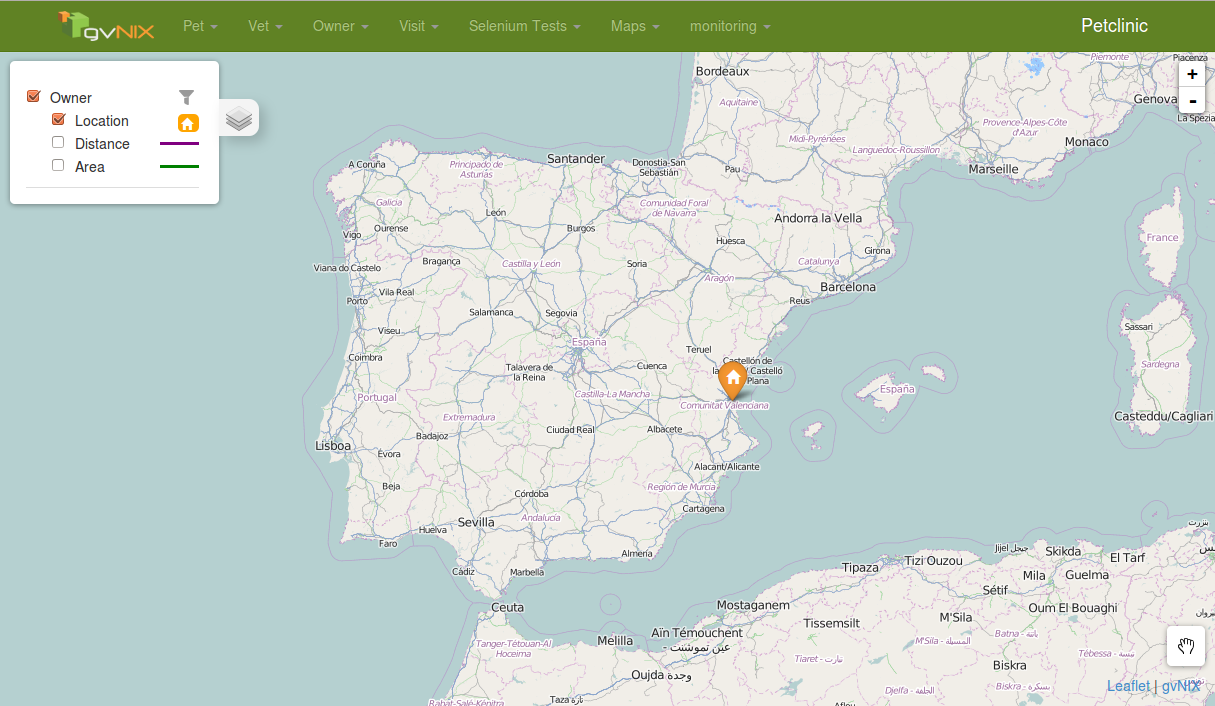 gvNIX Pet Vet Owner Visit Selenium Tests Maps monitoring Petclinic
Owner
Location
Distance
Area
+
-
Bordeaux
Piemonte
Piacenza
Aquitaine
Genova
La Spezia
Provence-Alpes-Côte
d'Azur
Midi-Pyrénées
Languedoc-Roussillon
Monaco
Marseille
A Coruña
Principado de
Asturias
Santander
Donostia-San
Sebastián
Pau
Galicia
León
Comunidad Foral
de Navarra
Andorra la Vella
Vigo
Ourense
Burgos
Huesca
Girona
France
Viana do Castelo
Bragança
Castilla y León
Soria
Aragón
Catalunya
Barcelona
Porto
Vila Real
Salamanca
Segovia
Reus
Viseu
España
Teruel
Sassari
Coimbra
Talavera de
la Reina
Cuenca
Castellón de
la
/ Castelló
Plana
Sardegna
Portugal
Castilla-La Mancha
Comunitat Valenciana
España
Extremadura
Ciudad Real
Albacete
Casteddu/Cagliari
Lisboa
Badajoz
Évora
Alacant/Alicante
Beja
Córdoba
Región de Murcia
Cartagena
Huelva
Sevilla
Andalucía
Faro
Almería
Cádiz
Marbella
بنزرت
Jijel جيجل
Skikda
El Tarf
Tipaza
Tizi Ouzou
Mila
Guelma
Sétif
Ceuta
Mostaganem
Oum El Bouaghi
M'Sila
Tissemsilt
Aïn Témouchent
- عين تموشنت
Melilla
Tanger-Tétouan-Al
Hoceima
M'Sila - المسيلة
Batna - باتنة
Tébessa - تبسة
Tiaret - تيارت
Biskra
Oujda وجدة
Djelfa - الجلفة
Biskra - بسكرة
Leaflet | gvNIX
Taza تازة
Rabat-Salé-Kénitra
Aflou